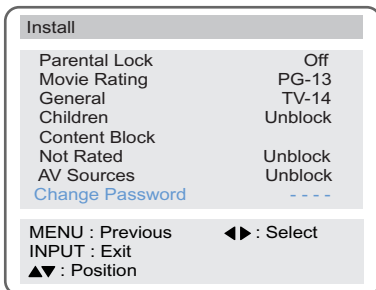 Install
Parental Lock Off
Movie Rating PG-13
General TV-14
Children Unblock
Content Block
Not Rated Unblock
AV Sources Unblock
Change Password - - - -
MENU : Previous ◀▶ : Select
INPUT : Exit
▲▼ : Position